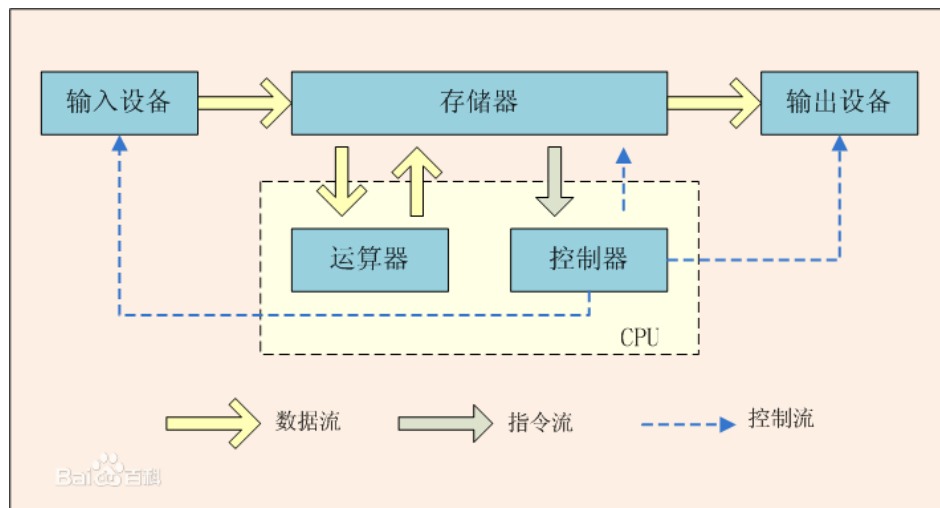 输入设备
存储器
输出设备
运算器
控制器
CPU
数据流
指令流
控制流
Baidu百科